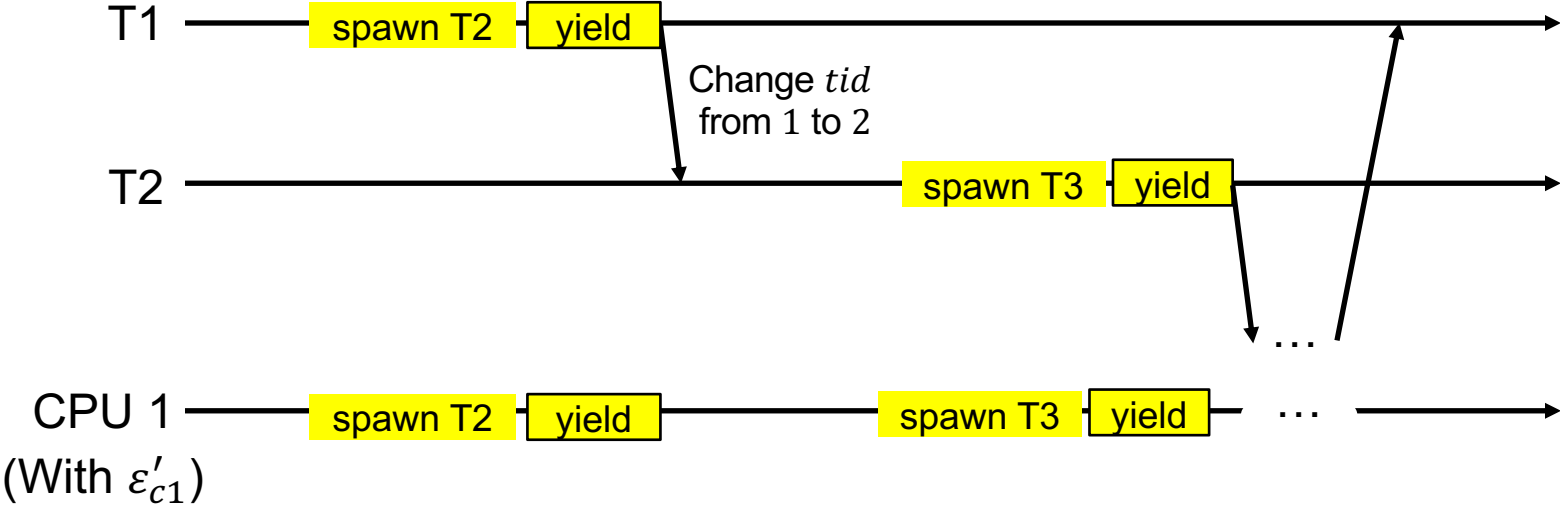 T1 spawn T2 yield
Change tid
from 1 to 2
T2 spawn T3 yield
...
CPU 1 spawn T2 yield spawn T3 yield ...
(With ε′c1)